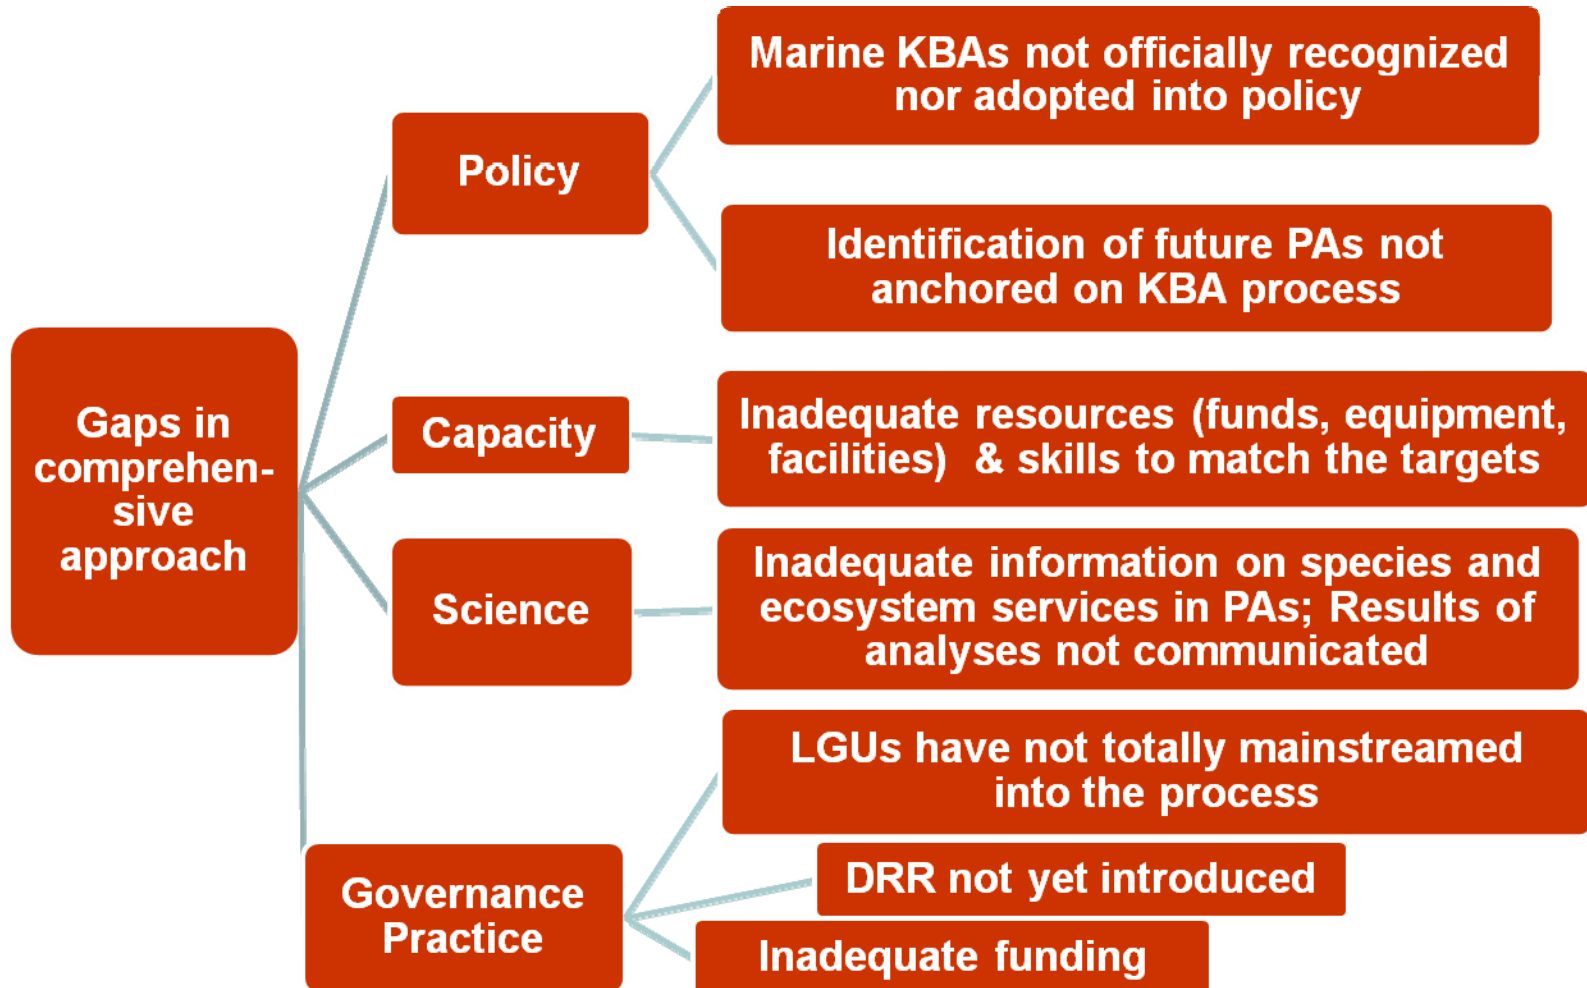 Gaps in
comprehen-
sive
approach
Policy
Marine KBAs not officially recognized
nor adopted into policy
Identification of future PAs not
anchored on KBA process
Capacity
Inadequate resources (funds, equipment,
facilities)  & skills to match the targets
Science
Inadequate information on species and
ecosystem services in PAs; Results of
analyses not communicated
Governance
Practice
LGUs have not totally mainstreamed
into the process
DRR not yet introduced
Inadequate funding